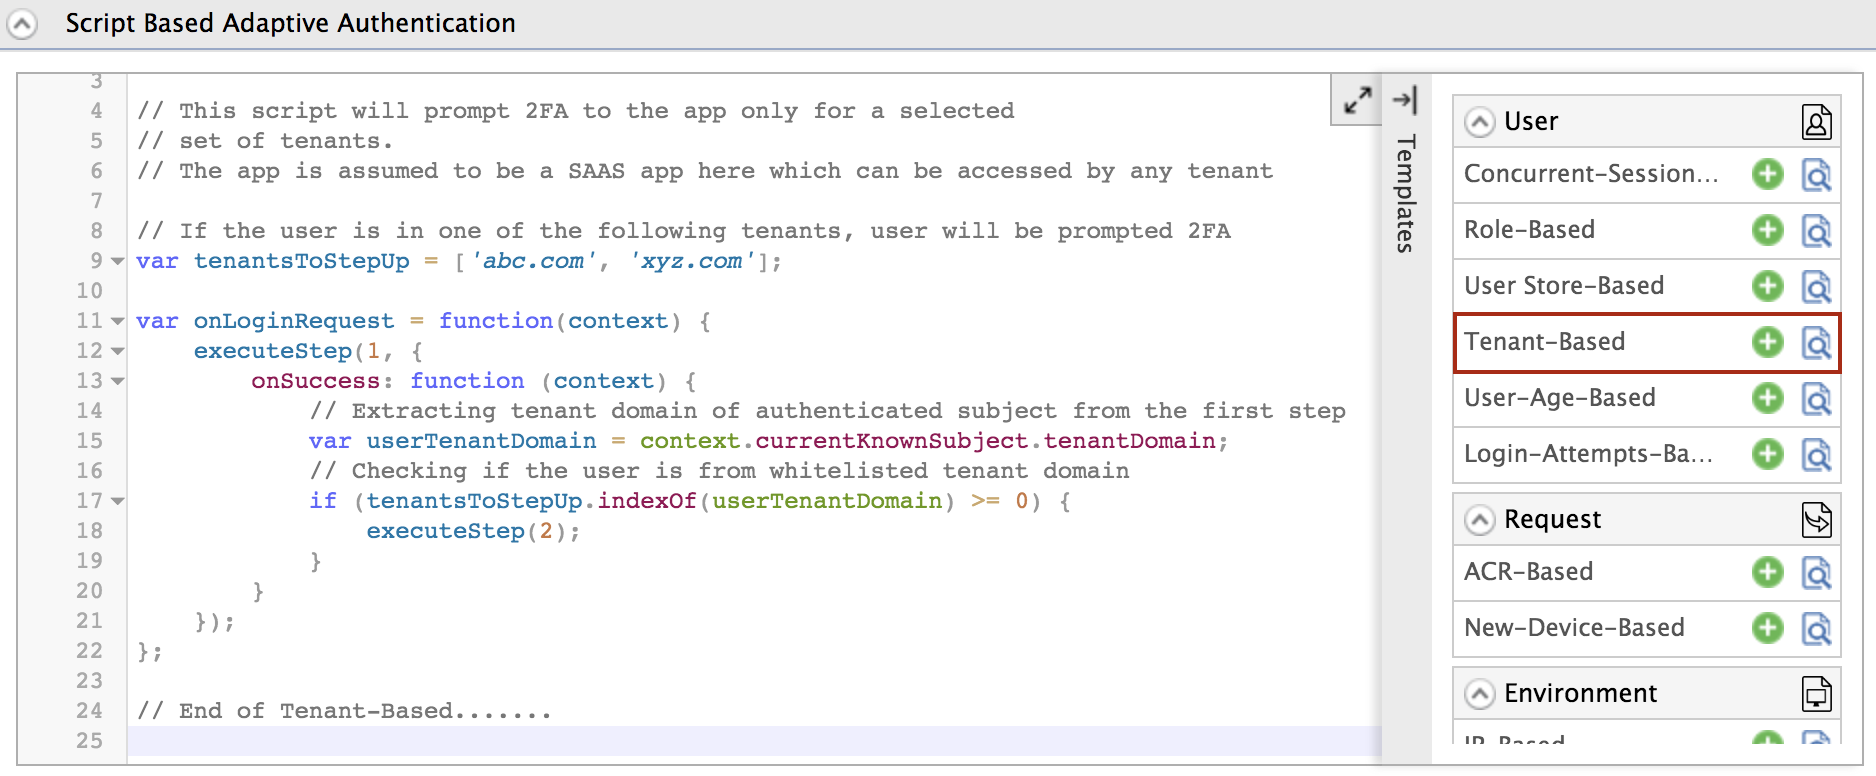 Script Based Adaptive Authentication
3
4 // This script will prompt 2FA to the app only for a selected
5 // set of tenants.
6 // The app is assumed to be a SAAS app here which can be accessed by any tenant
7
8 // If the user is in one of the following tenants, user will be prompted 2FA
9 var tenantsToStepUp = ['abc.com', 'xyz.com'];
10
11 var onLoginRequest = function(context) {
12 executeStep(1, {
13 onSuccess: function (context) {
14 // Extracting tenant domain of authenticated subject from the first step
15 var userTenantDomain = context.currentKnownSubject.tenantDomain;
16 // Checking if the user is from whitelisted tenant domain
17 if (tenantsToStepUp.indexOf(userTenantDomain) >= 0) {
18 executeStep(2);
19 }
20 }
21 });
22 };
23
24 // End of Tenant-Based.......
25
Templates
User
Concurrent-Session...
Role-Based
User Store-Based
Tenant-Based
User-Age-Based
Login-Attempts-Ba...
Request
ACR-Based
New-Device-Based
Environment
IP-Based